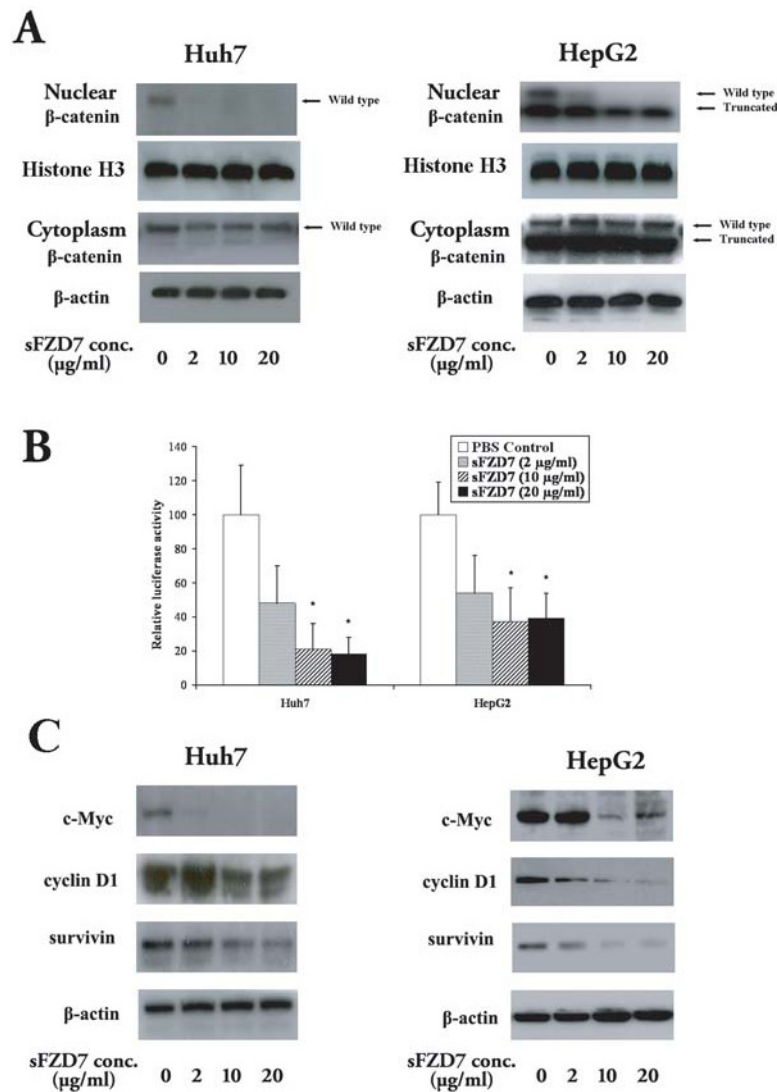 A
Huh7
HepG2
Nuclear
β-catenin
Wild type
Histone H3
Cytoplasm
β-catenin
Wild type
β-actin
sFZD7 conc.
(μg/ml)
0 2 10 20
Nuclear
β-catenin
Wild type
Truncated
Histone H3
Cytoplasm
β-catenin
Wild type
Truncated
β-actin
sFZD7 conc.
(μg/ml)
0 2 10 20
B
Relative luciferase activity
140
120
100
80
60
40
20
0
PBS Control
sFZD7 (2 μg/ml)
sFZD7 (10 μg/ml)
sFZD7 (20 μg/ml)
* *
* *
Huh7
HepG2
C
Huh7
HepG2
c-Myc
cyclin D1
survivin
β-actin
sFZD7 conc.
(μg/ml)
0 2 10 20
c-Myc
cyclin D1
survivin
β-actin
sFZD7 conc.
(μg/ml)
0 2 10 20